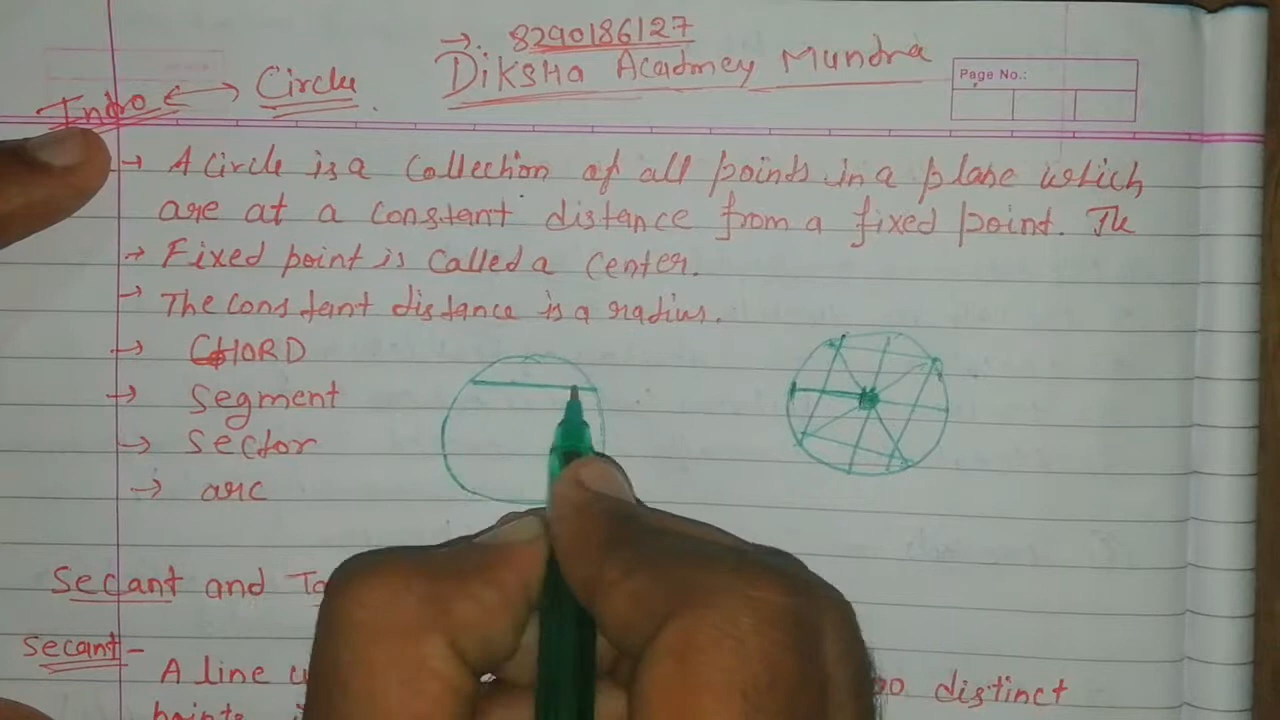 → 8290186127
Intro ↔ Circle. Diksha Acadmey Mundra
Page No.:
→ A Circle is a Collection of all points in a plane which
are at a constant distance from a fixed point. The
→ Fixed point is called a center.
→ The constant distance is a radius.
→ CHORD
→ Segment
→ Sector
→ arc
Secant and
Secant-
A line
distinct
points